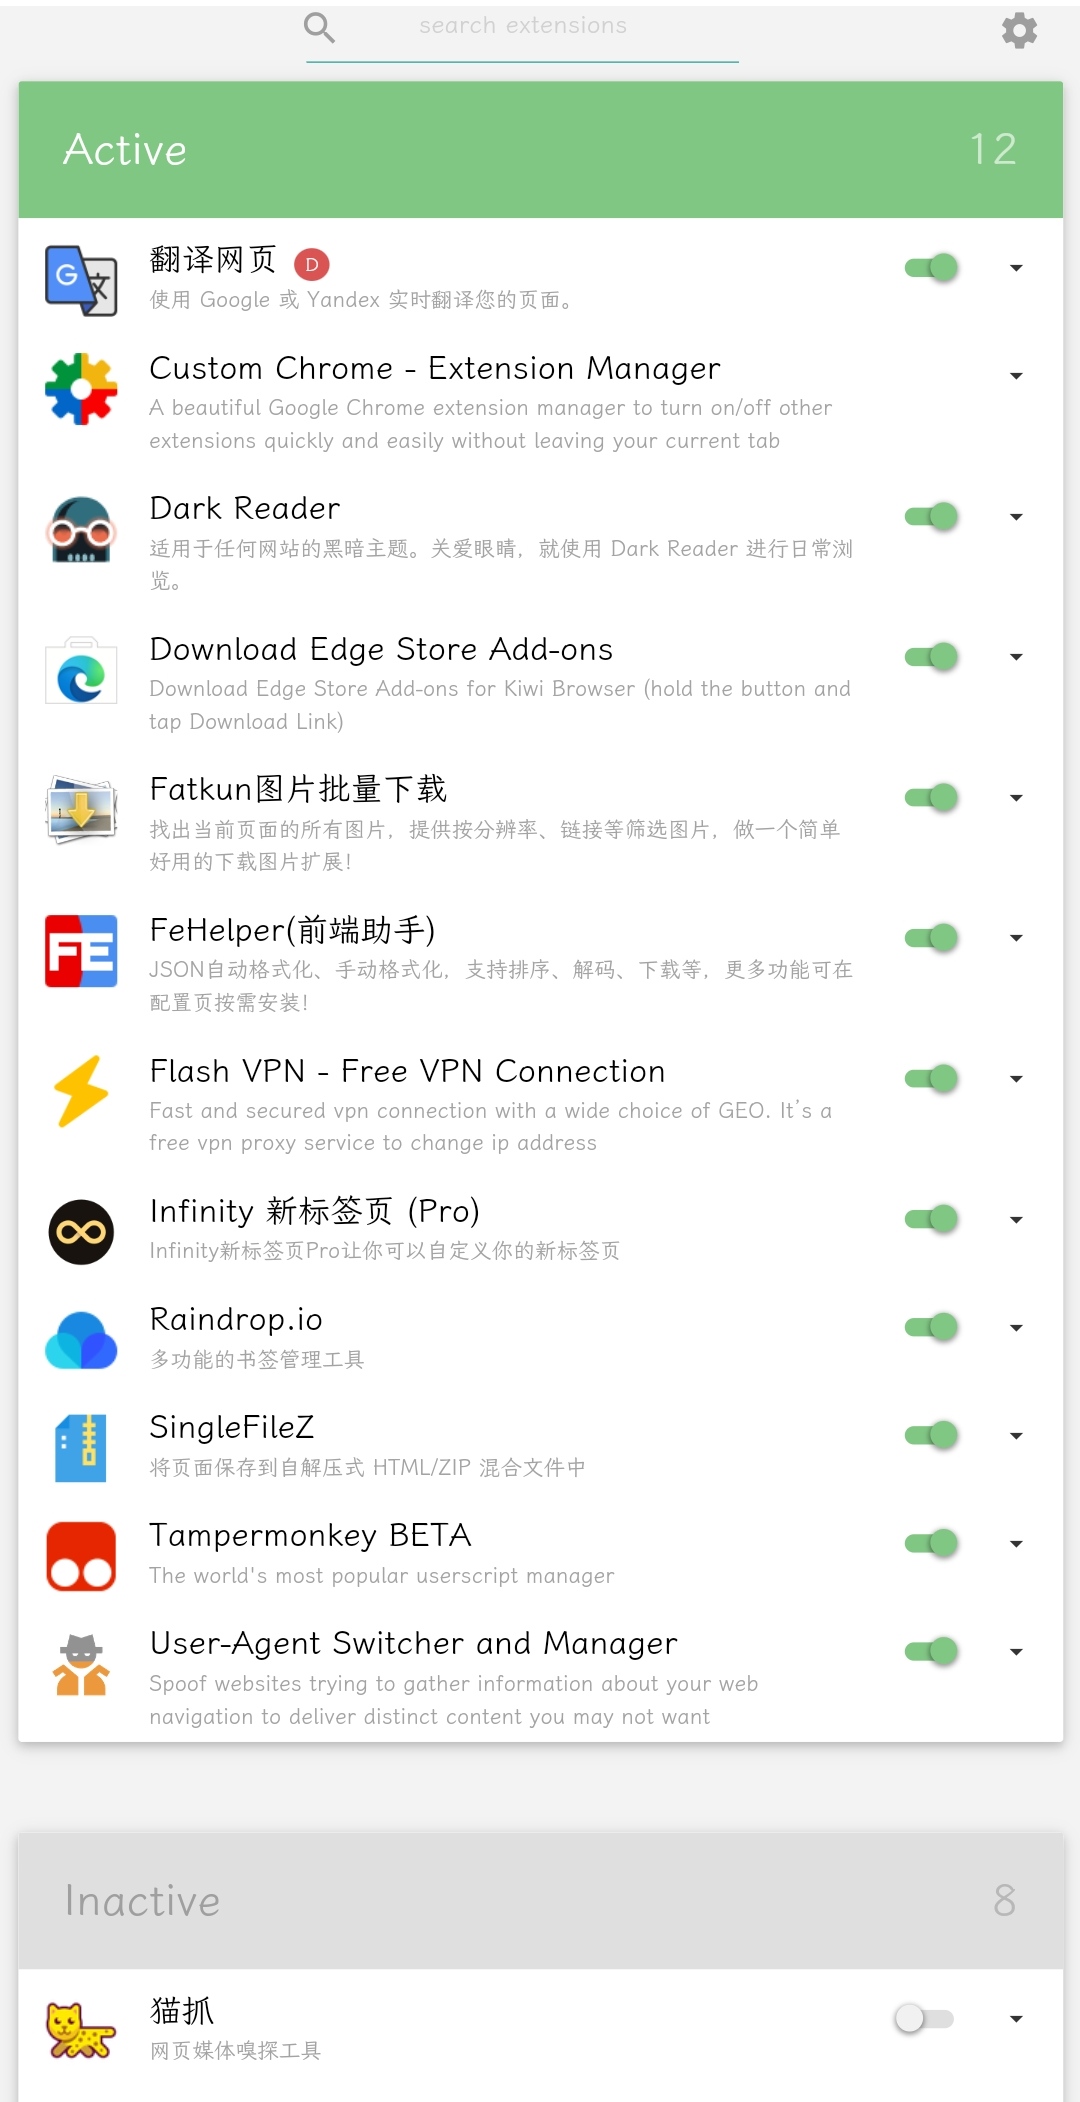 search extensions
Active
12
翻译网页 D
使用 Google 或 Yandex 实时翻译您的页面。
Custom Chrome - Extension Manager
A beautiful Google Chrome extension manager to turn on/off other
extensions quickly and easily without leaving your current tab
Dark Reader
适用于任何网站的黑暗主题。关爱眼睛，就使用 Dark Reader 进行日常浏
览。
Download Edge Store Add-ons
Download Edge Store Add-ons for Kiwi Browser (hold the button and
tap Download Link)
Fatkun图片批量下载
找出当前页面的所有图片，提供按分辨率、链接等筛选图片，做一个简单
好用的下载图片扩展!
FE
FeHelper(前端助手)
JSON自动格式化、手动格式化，支持排序、解码、下载等，更多功能可在
配置页按需安装!
Flash VPN - Free VPN Connection
Fast and secured vpn connection with a wide choice of GEO. It's a
free vpn proxy service to change ip address
Infinity 新标签页 (Pro)
Infinity新标签页Pro让你可以自定义你的新标签页
Raindrop.io
多功能的书签管理工具
SingleFileZ
将页面保存到自解压式 HTML/ZIP 混合文件中
Tampermonkey BETA
The world's most popular userscript manager
User-Agent Switcher and Manager
Spoof websites trying to gather information about your web
navigation to deliver distinct content you may not want
Inactive
8
猫抓
网页媒体嗅探工具